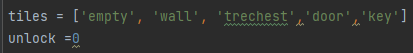 tiles = ['empty', 'wall', 'trechest','door','key']
unlock =0